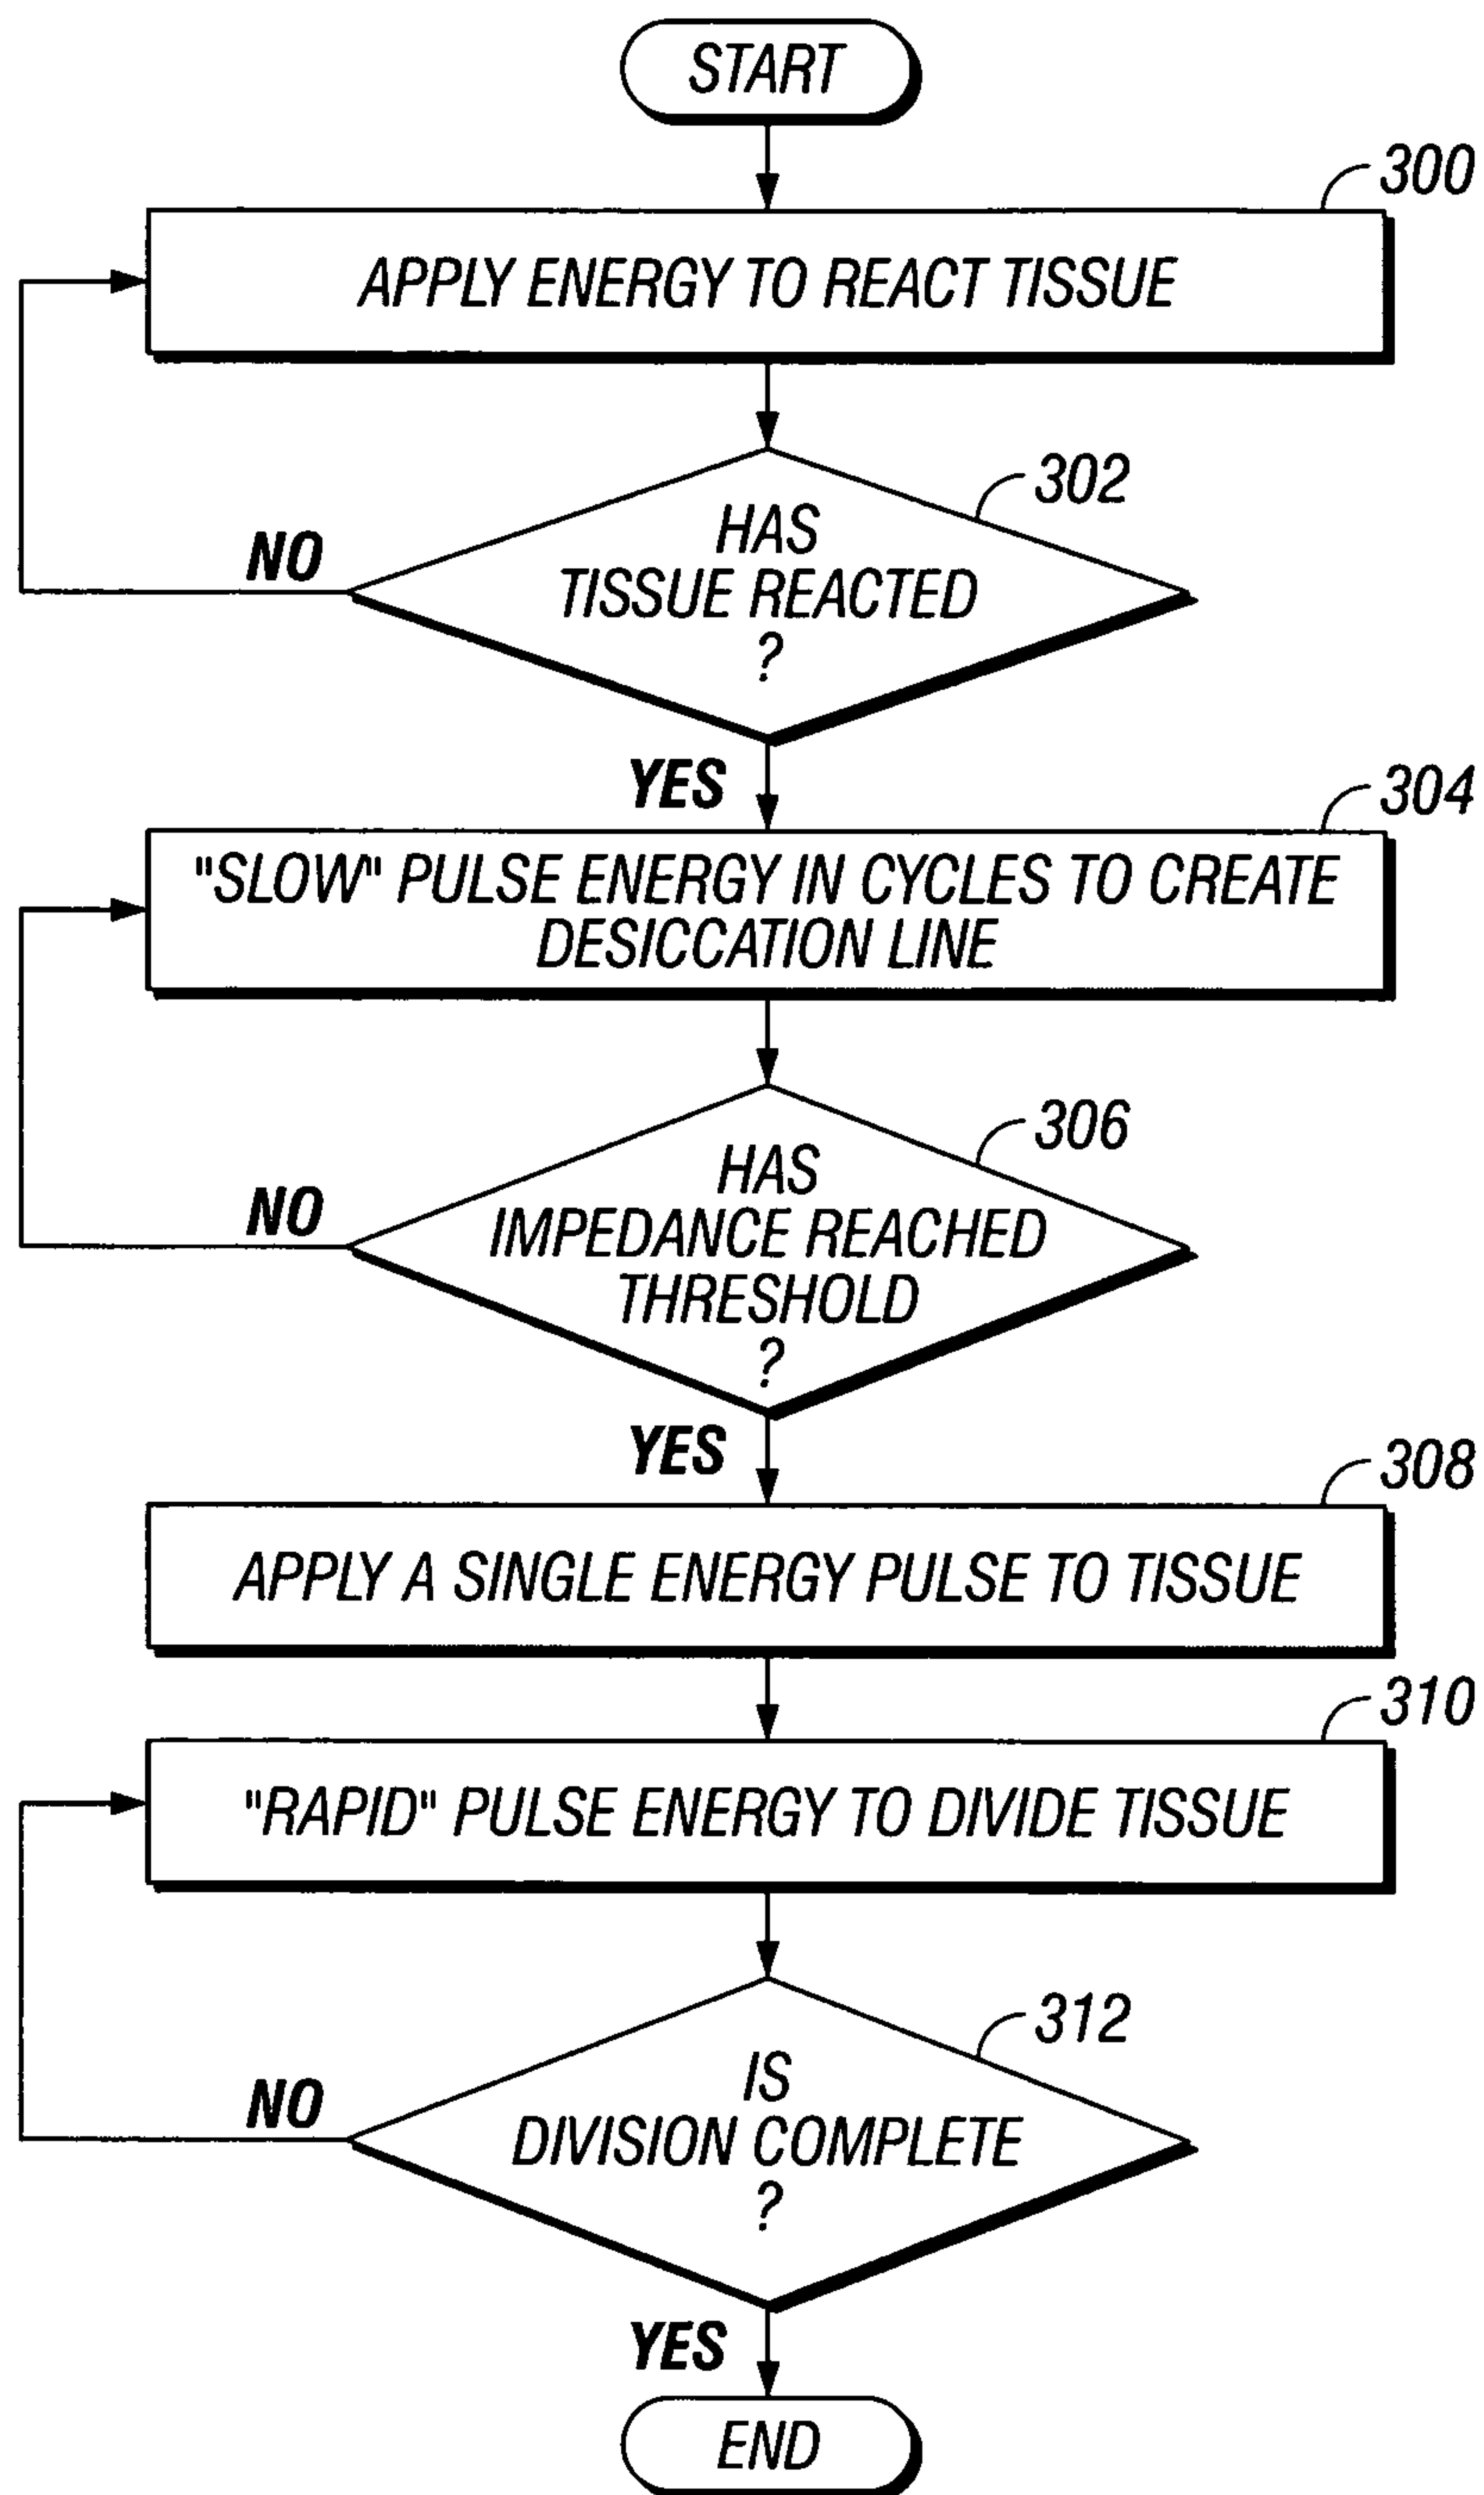 START
300
APPLY ENERGY TO REACT TISSUE
302
HAS
TISSUE REACTED
?
NO
YES
304
"SLOW" PULSE ENERGY IN CYCLES TO CREATE
DESICCATION LINE
306
HAS
IMPEDANCE REACHED
THRESHOLD
?
NO
YES
308
APPLY A SINGLE ENERGY PULSE TO TISSUE
310
"RAPID" PULSE ENERGY TO DIVIDE TISSUE
312
IS
DIVISION COMPLETE
?
NO
YES
END